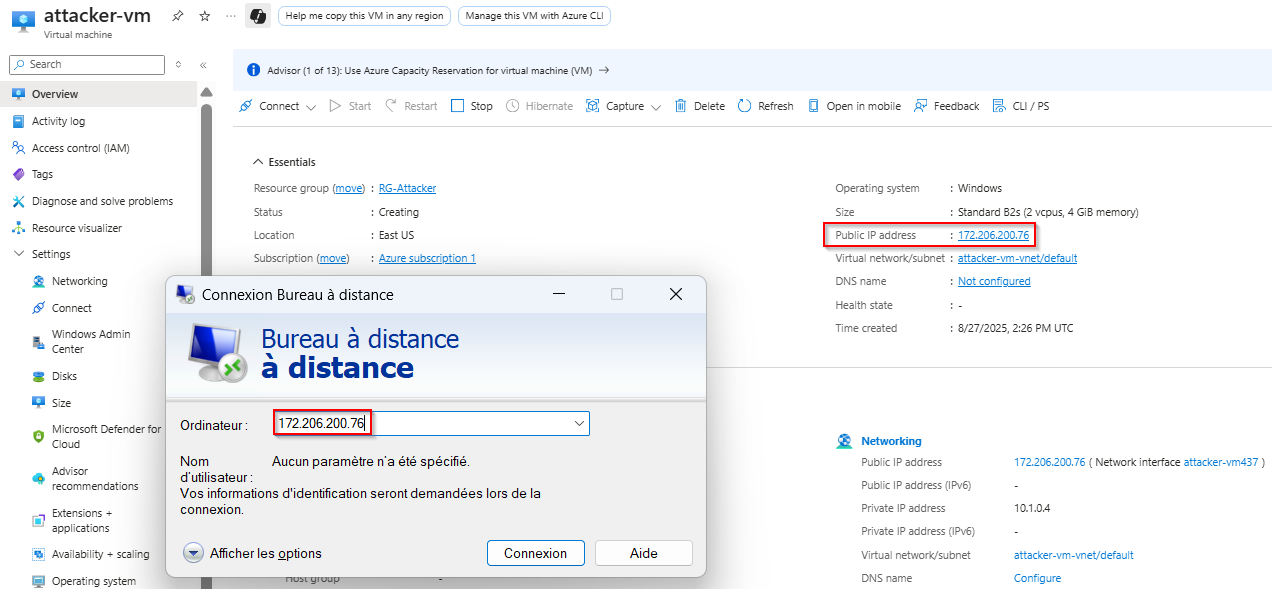 attacker-vm
Virtual machine
Help me copy this VM in any region
Manage this VM with Azure CLI
Search
Overview
Activity log
Access control (IAM)
Tags
Diagnose and solve problems
Resource visualizer
Settings
Networking
Connect
Windows Admin
Center
Disks
Size
Microsoft Defender for
Cloud
Advisor
recommendations
Extensions +
applications
Availability + scaling
Operating system
Advisor (1 of 13): Use Azure Capacity Reservation for virtual machine (VM) →
Connect Start Restart Stop Hibernate Capture Delete Refresh Open in mobile Feedback CLI / PS
Essentials
Resource group (move) : RG-Attacker
Status : Creating
Location : East US
Subscription (move) : Azure subscription 1
Operating system : Windows
Size : Standard B2s (2 vcpus, 4 GiB memory)
Public IP address : 172.206.200.76
Virtual network/subnet : attacker-vm-vnet/default
DNS name : Not configured
Health state : -
Time created : 8/27/2025, 2:26 PM UTC
Connexion Bureau à distance
Bureau à distance
à distance
Ordinateur : 172.206.200.76
Nom
d'utilisateur :
Aucun paramètre n'a été spécifié.
Vos informations d'identification seront demandées lors de la
connexion.
Afficher les options
Connexion
Aide
Host group -
Networking
Public IP address 172.206.200.76 ( Network interface attacker-vm437 )
Public IP address (IPv6) -
Private IP address 10.1.0.4
Private IP address (IPv6) -
Virtual network/subnet attacker-vm-vnet/default
DNS name Configure